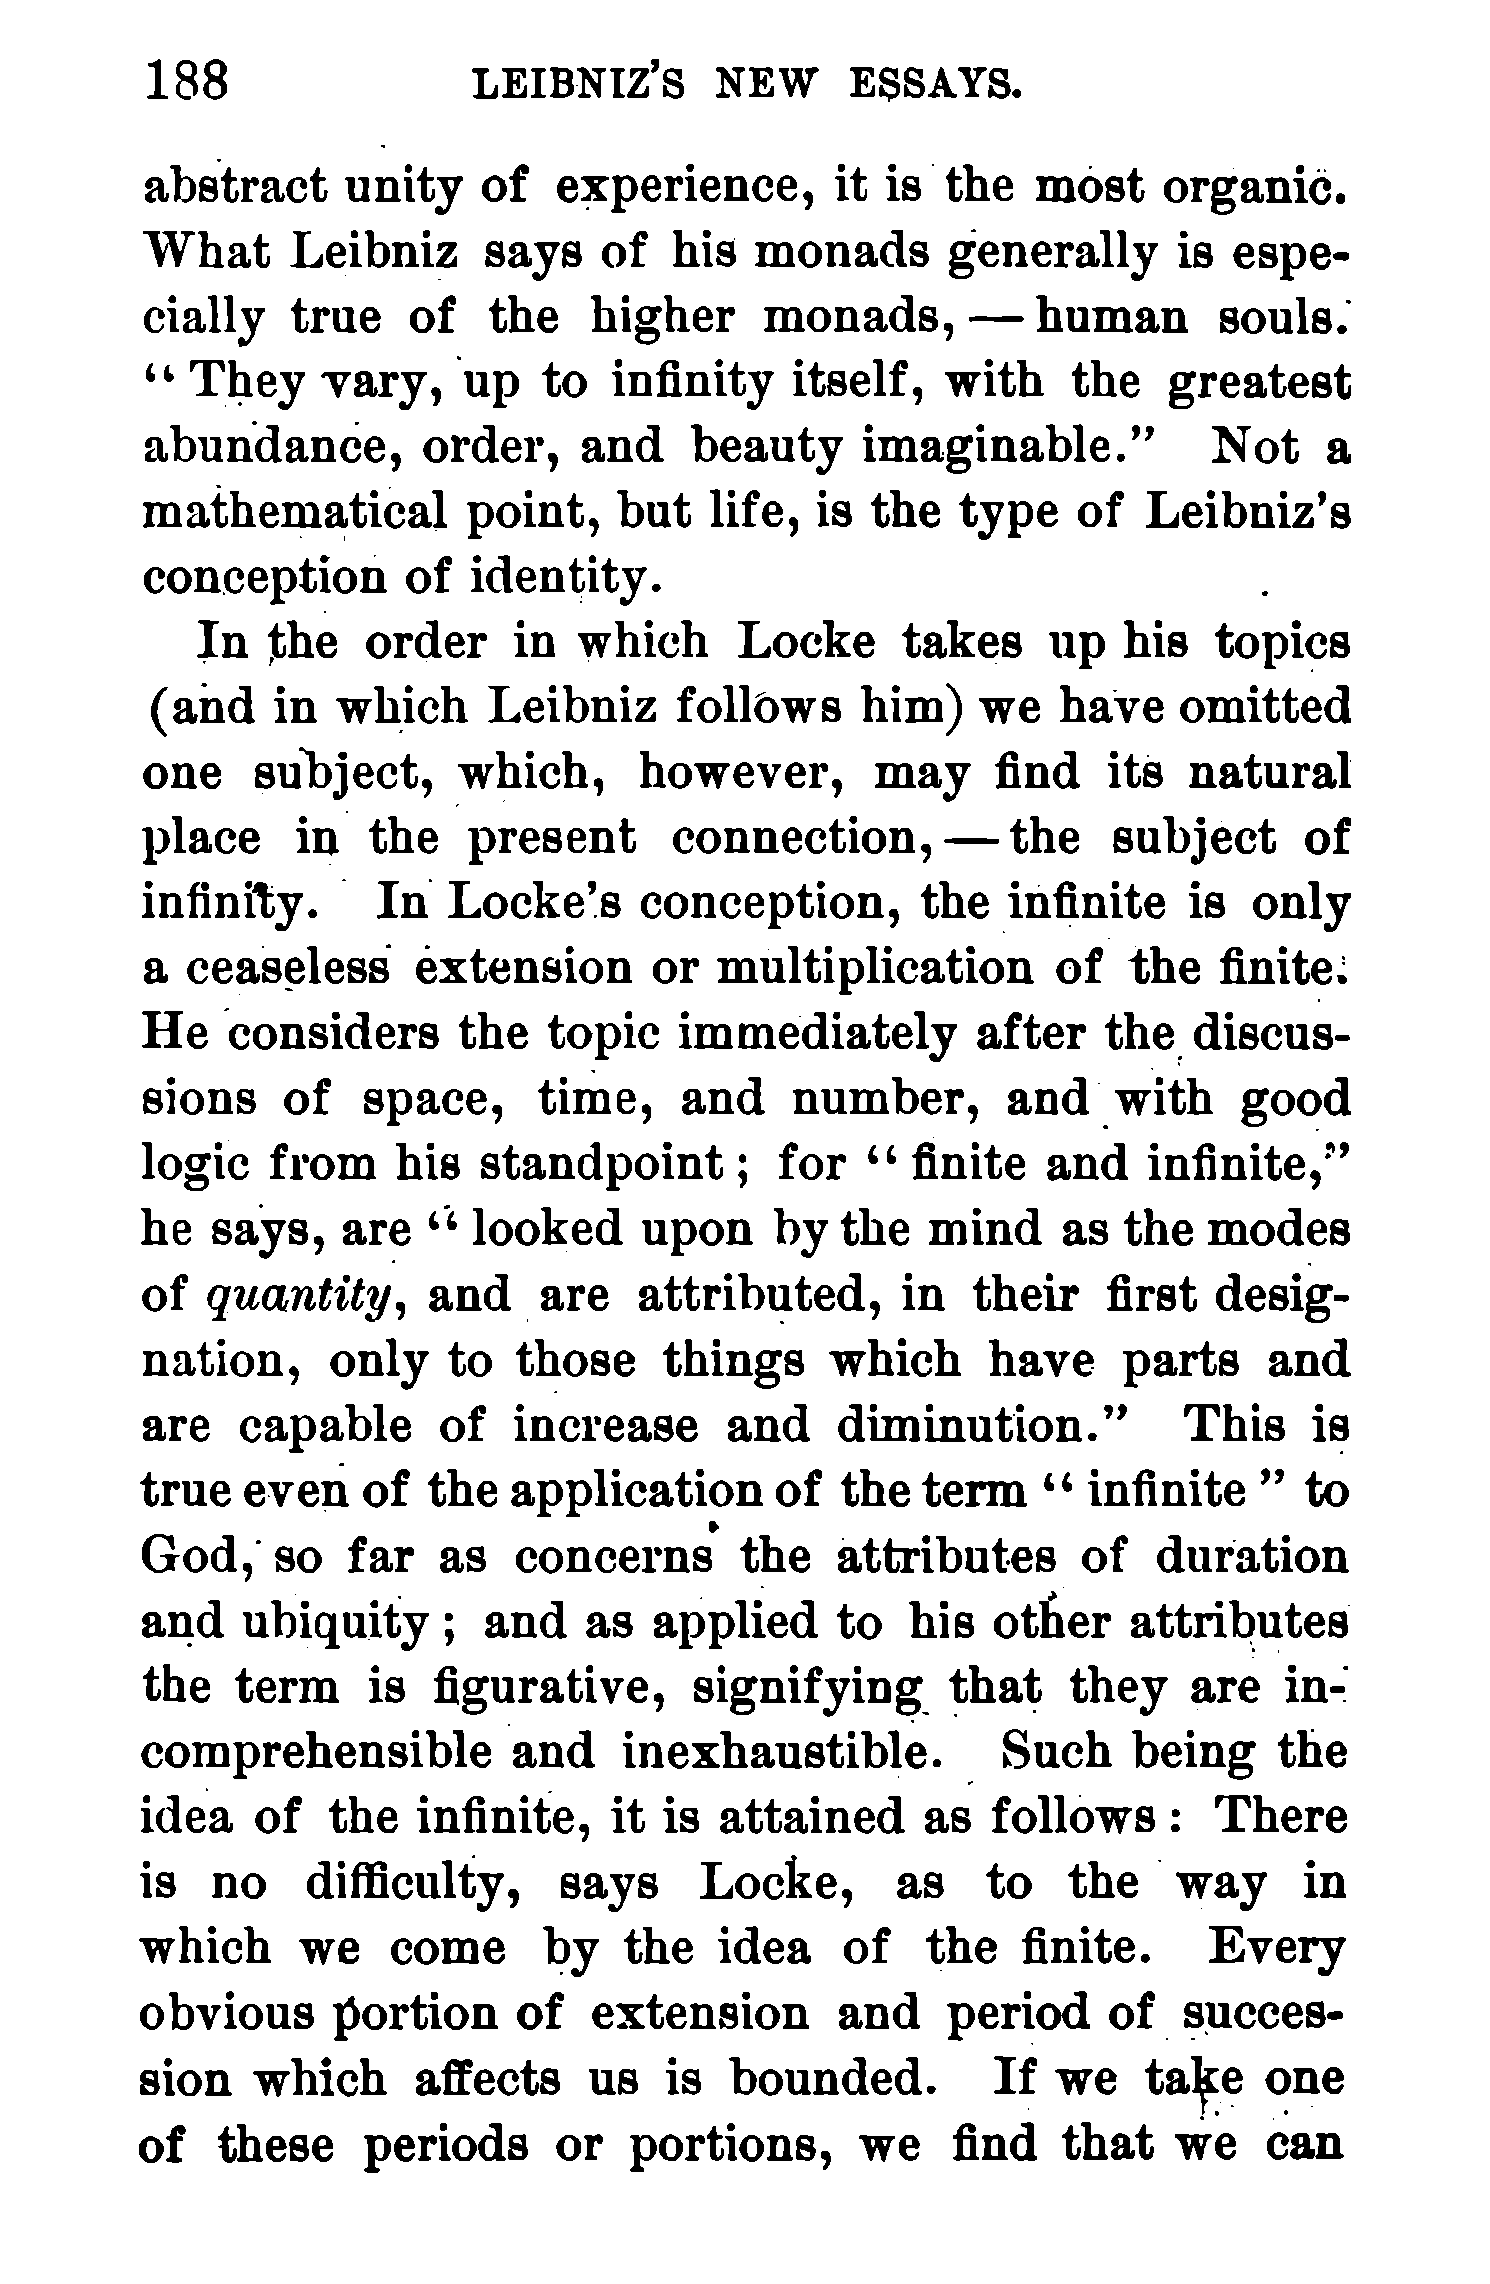 188 LEIBNIZ'S NEW ESSAYS.
abstract unity of experience, it is the most organic.
What Leibniz says of his monads generally is espe-
cially true of the higher monads, — human souls.
“ They vary, up to infinity itself, with the greatest
abundance, order, and beauty imaginable.” Not a
mathematical point, but life, is the type of Leibniz's
conception of identity.
In the order in which Locke takes up his topics
(and in which Leibniz follows him) we have omitted
one subject, which, however, may find its natural
place in the present connection, — the subject of
infinity. In Locke's conception, the infinite is only
a ceaseless extension or multiplication of the finite.
He considers the topic immediately after the discus-
sions of space, time, and number, and with good
logic from his standpoint ; for “ finite and infinite,”
he says, are “ looked upon by the mind as the modes
of quantity, and are attributed, in their first desig-
nation, only to those things which have parts and
are capable of increase and diminution.” This is
true even of the application of the term “ infinite ” to
God, so far as concerns the attributes of duration
and ubiquity ; and as applied to his other attributes
the term is figurative, signifying that they are in-
comprehensible and inexhaustible. Such being the
idea of the infinite, it is attained as follows : There
is no difficulty, says Locke, as to the way in
which we come by the idea of the finite. Every
obvious portion of extension and period of succes-
sion which affects us is bounded. If we take one
of these periods or portions, we find that we can